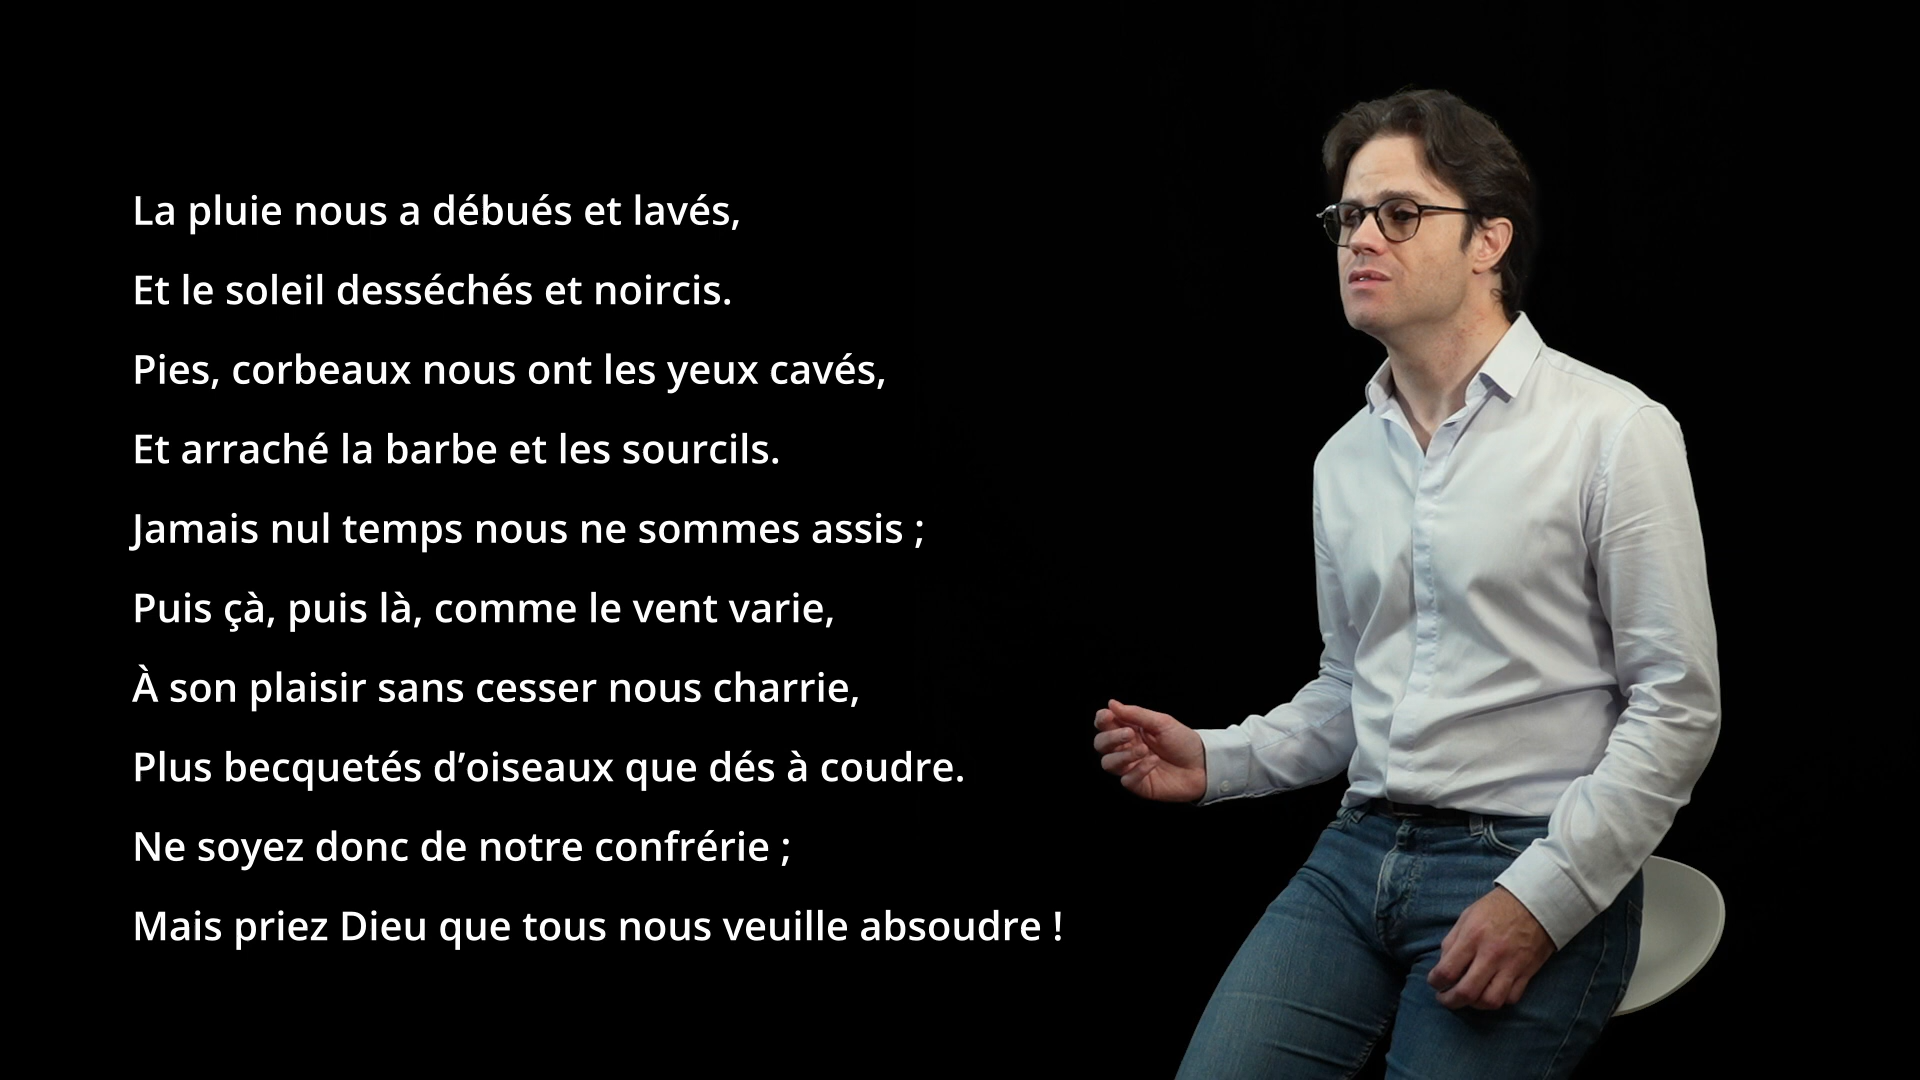 La pluie nous a débués et lavés,
Et le soleil desséchés et noircis.
Pies, corbeaux nous ont les yeux cavés,
Et arraché la barbe et les sourcils.
Jamais nul temps nous ne sommes assis ;
Puis çà, puis là, comme le vent varie,
À son plaisir sans cesser nous charrie,
Plus becquetés d’oiseaux que dés à coudre.
Ne soyez donc de notre confrérie ;
Mais priez Dieu que tous nous veuille absoudre !